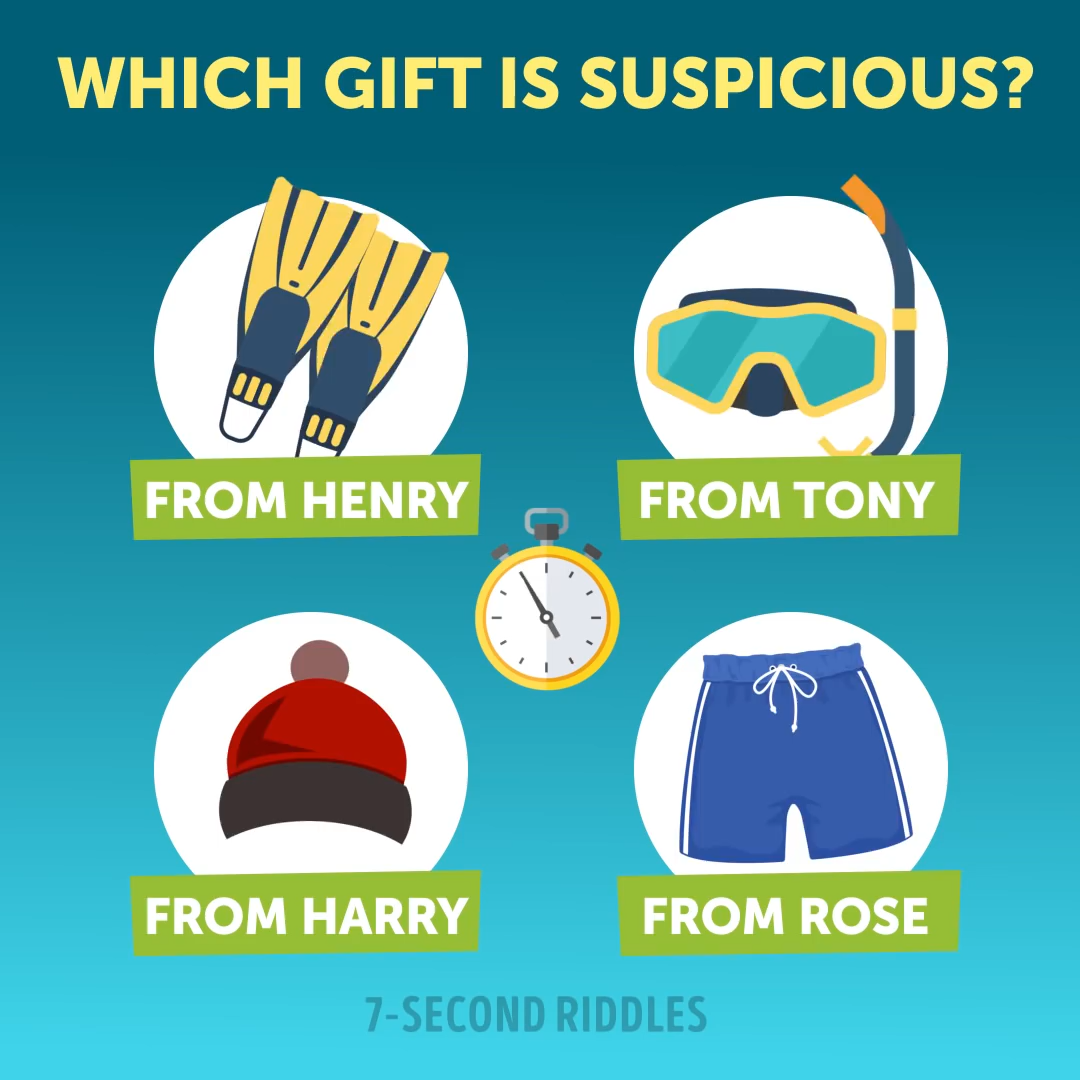 WHICH GIFT IS SUSPICIOUS?
FROM HENRY
FROM TONY
FROM HARRY
FROM ROSE
7-SECOND RIDDLES